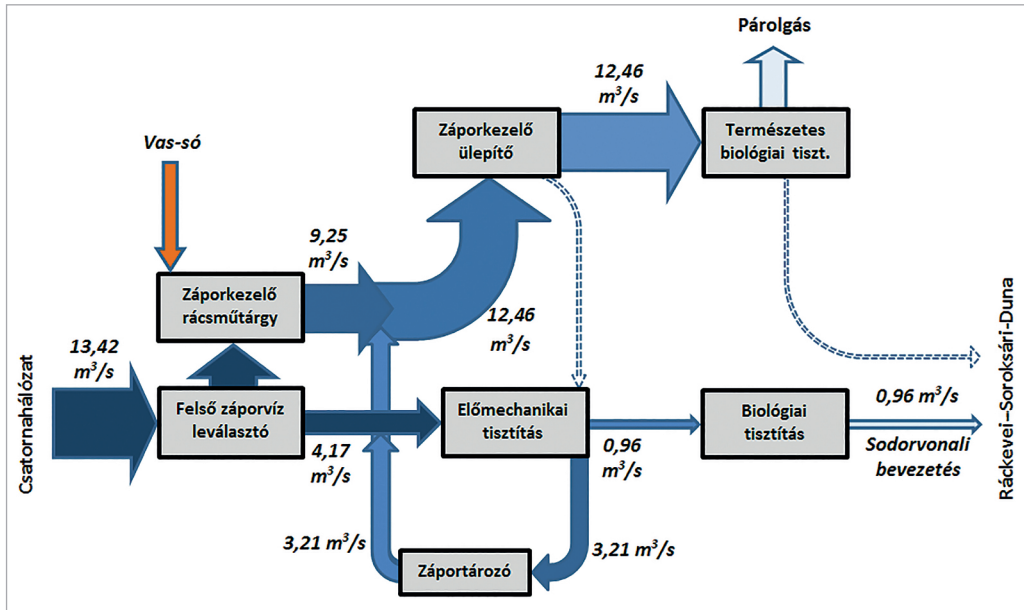 Párolgás
12,46
m³/s
Záporkezelő
ülepítő
Természetes
biológiai tiszt.
Vas-só
9,25
m³/s
Záporkezelő
rácsműtárgy
12,46
m³/s
13,42
m³/s
Csatornahálózat
Felső záporvíz
leválasztó
4,17
m³/s
Előmechanikai
tisztítás
0,96
m³/s
Biológiai
tisztítás
0,96 m³/s
Sodorvonali
bevezetés
Ráckevei–Soroksári-Duna
3,21 m³/s
Záportározó
3,21 m³/s